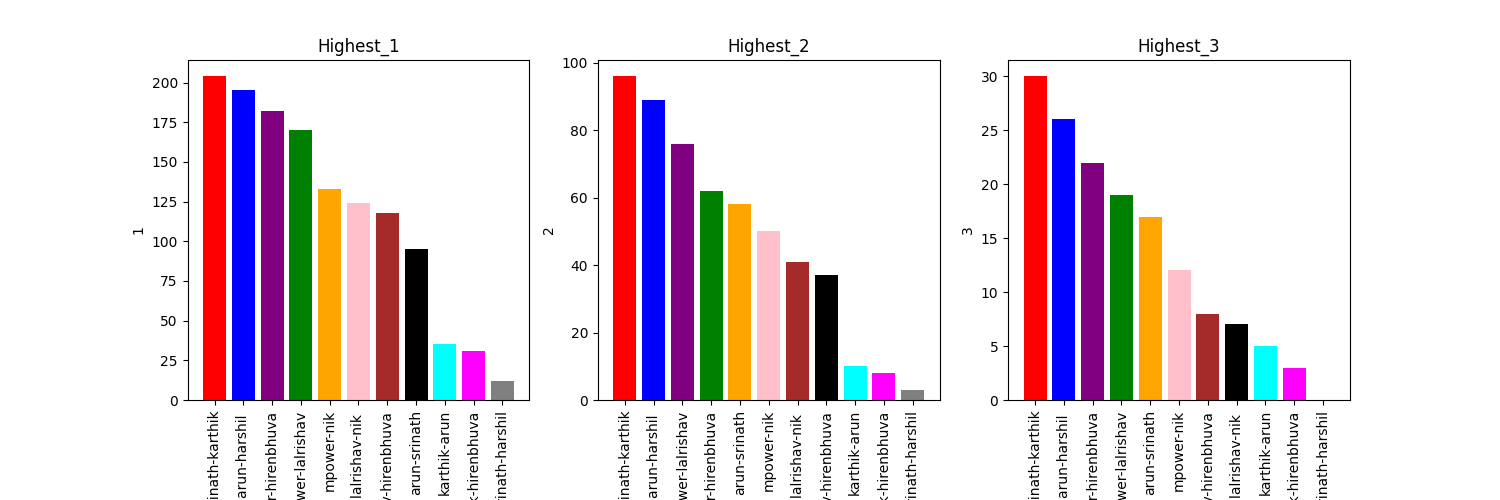 Highest_1
200
175
150
125
100
75
50
25
0
1
inath-karthik
arun-harshil
r-hirenbhuva
wer-lalrishav
mpower-nik
lalrishav-nik
v-hirenbhuva
arun-srinath
karthik-arun
k-hirenbhuva
inath-harshil
Highest_2
100
80
60
40
20
0
2
inath-karthik
arun-harshil
wer-lalrishav
r-hirenbhuva
arun-srinath
mpower-nik
lalrishav-nik
v-hirenbhuva
karthik-arun
k-hirenbhuva
inath-harshil
Highest_3
30
25
20
15
10
5
0
3
inath-karthik
arun-harshil
r-hirenbhuva
wer-lalrishav
arun-srinath
mpower-nik
v-hirenbhuva
lalrishav-nik
karthik-arun
k-hirenbhuva
inath-harshil